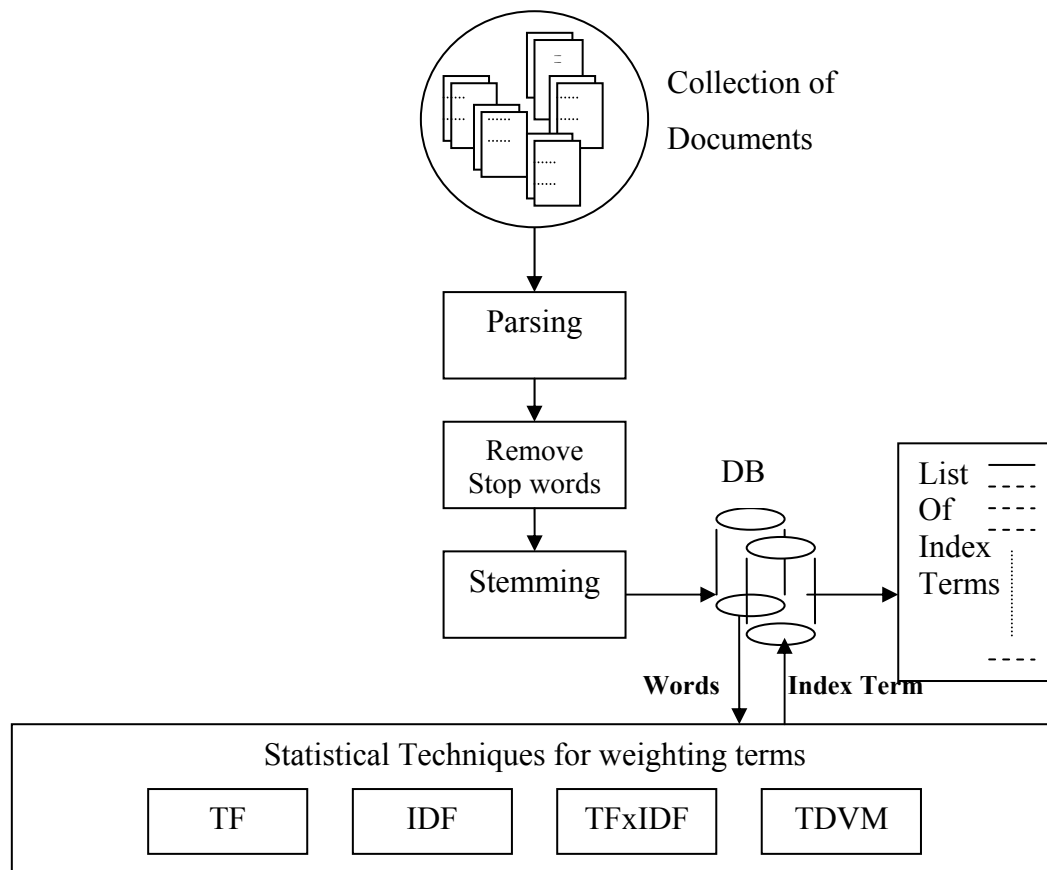 Collection of
Documents
Parsing
Remove
Stop words
Stemming
DB
List
Of
Index
Terms
Words
Index Term
Statistical Techniques for weighting terms
TF
IDF
TFxIDF
TDVM